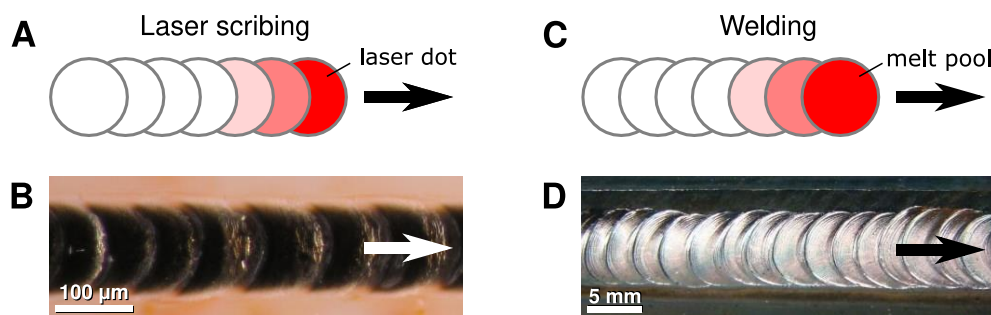 A
Laser scribing
laser dot
B
100 µm
C
Welding
melt pool
D
5 mm